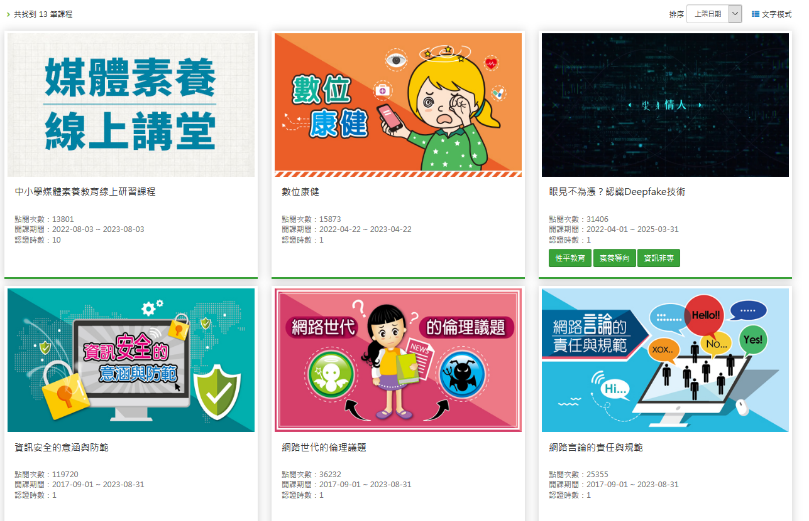 共找到 13 筆課程
排序 上架日期 文字模式
媒體素養
線上講堂
中小學媒體素養教育線上研習課程
點閱次數：13801
開課期間：2022-08-03 ~ 2023-08-03
認證時數：10
數位
康健
數位康健
點閱次數：15873
開課期間：2022-04-22 ~ 2023-04-22
認證時數：1
情人
眼見不為憑？認識Deepfake技術
點閱次數：31406
開課期間：2022-04-01 ~ 2025-03-31
認證時數：1
性平教育
資訊安全的
意涵與防範
資訊安全的意涵與防範
點閱次數：119720
開課期間：2017-09-01 ~ 2023-08-31
認證時數：1
網路世代 的倫理議題
NEWS
網路世代的倫理議題
點閱次數：36232
開課期間：2017-09-01 ~ 2023-08-31
認證時數：1
網路言論的
責任與規範
Hello!!
XOX..
No...
Yes!
Hi...
網路言論的責任與規範
點閱次數：25355
開課期間：2017-09-01 ~ 2023-08-31
認證時數：1